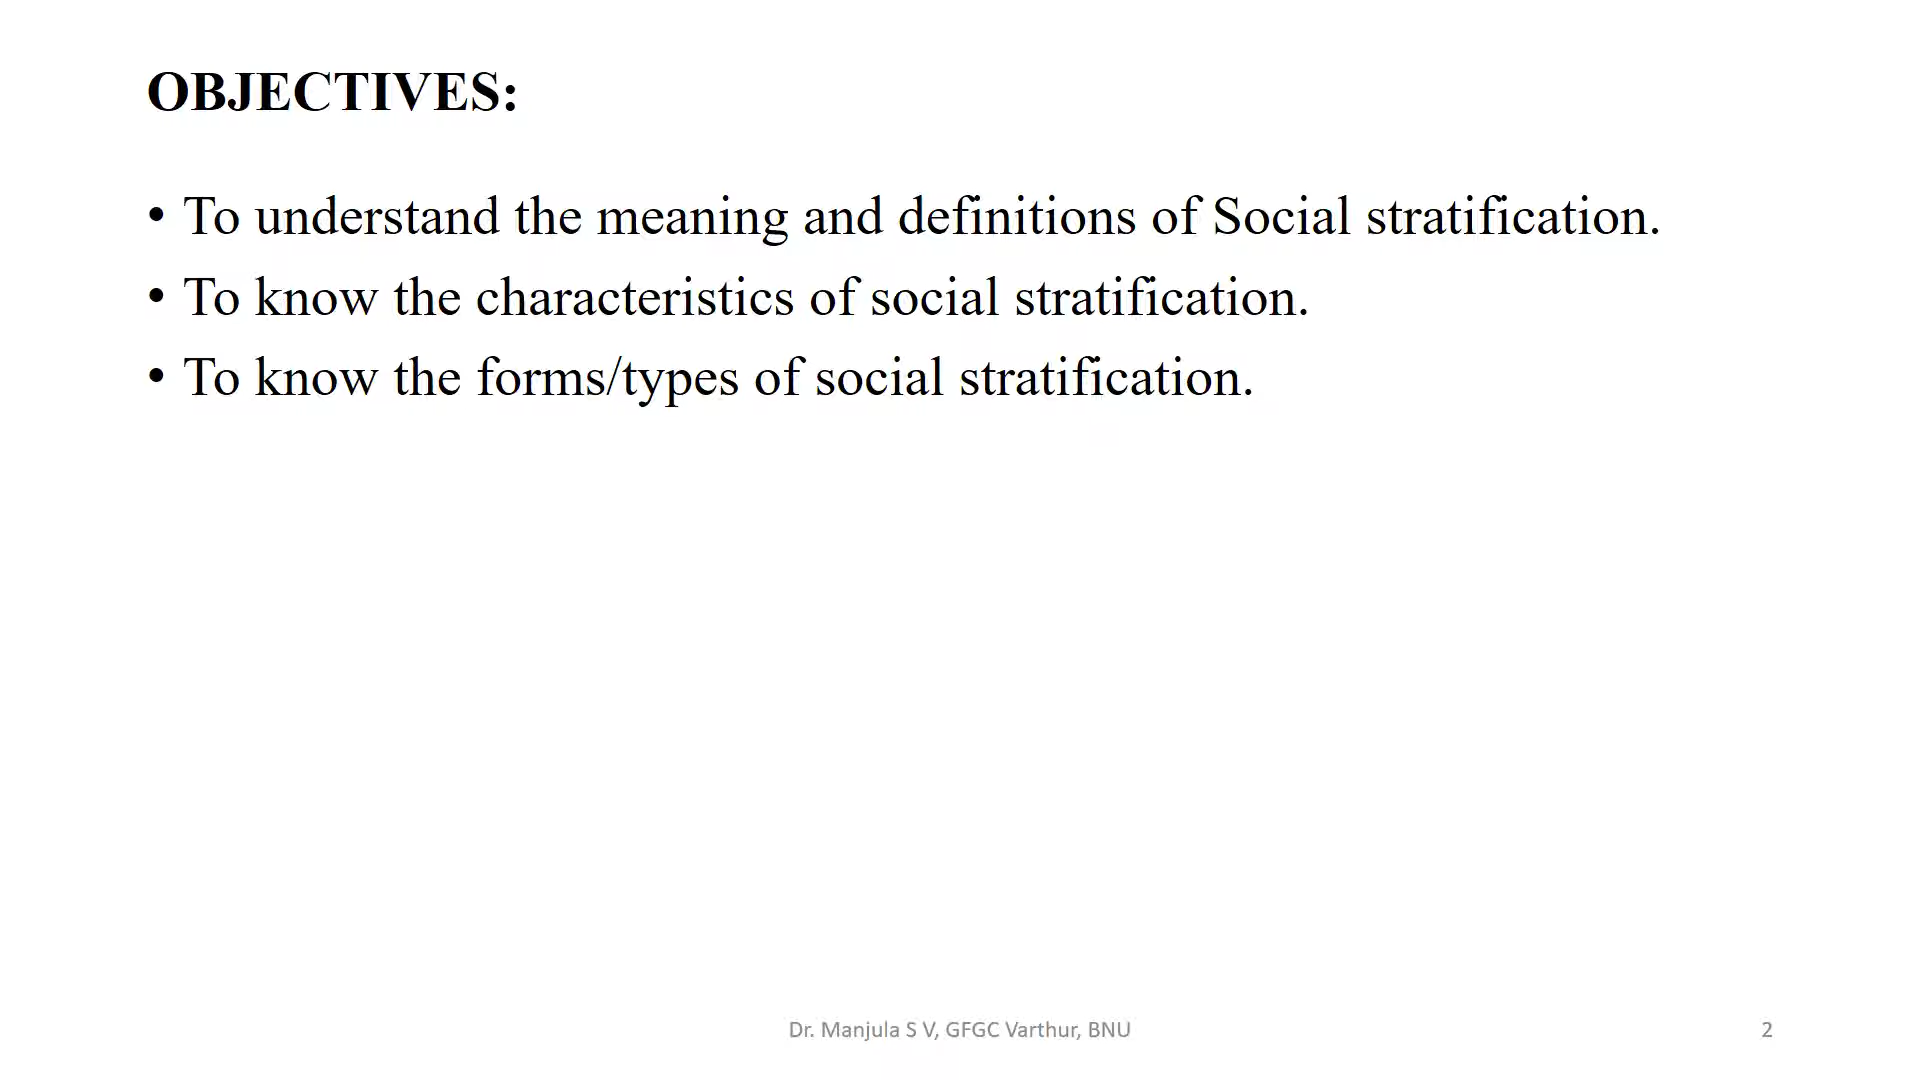 OBJECTIVES:
• To understand the meaning and definitions of Social stratification.
• To know the characteristics of social stratification.
• To know the forms/types of social stratification.
Dr. Manjula S V, GFGC Varthur, BNU
2